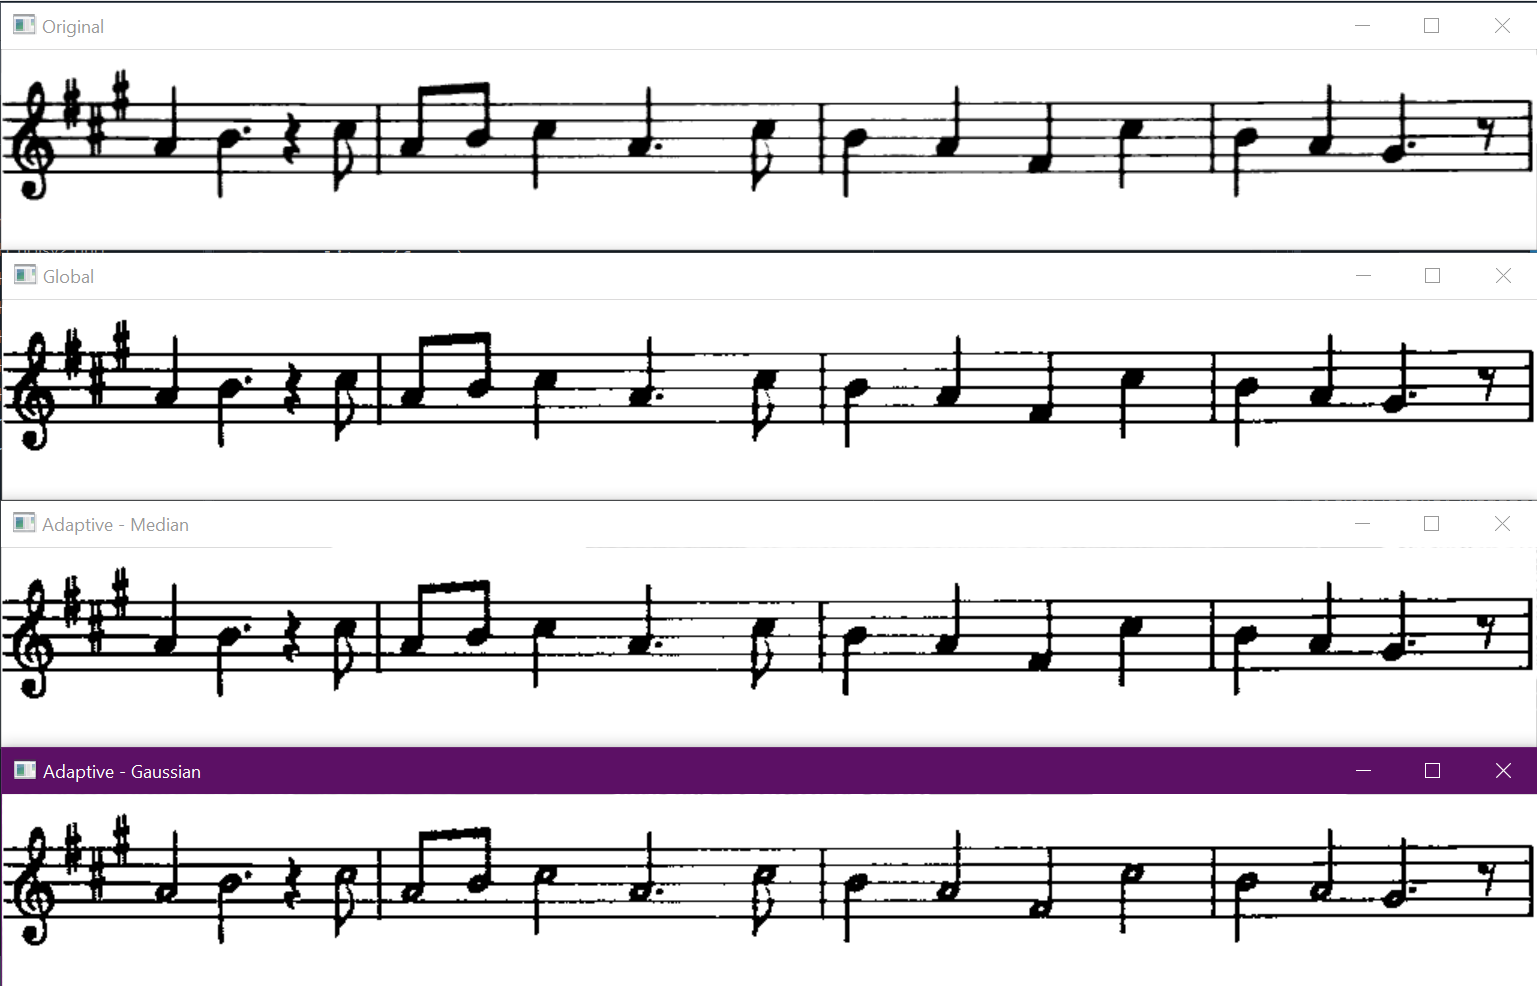 Original
Global
Adaptive - Median
Adaptive - Gaussian